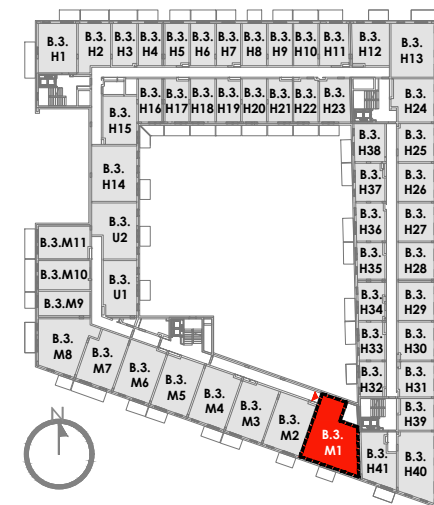 B.3. H1
B.3. H2
B.3. H3
B.3. H4
B.3. H5
B.3. H6
B.3. H7
B.3. H8
B.3. H9
B.3. H10
B.3. H11
B.3. H12
B.3. H13
B.3. H16
B.3. H17
B.3. H18
B.3. H19
B.3. H20
B.3. H21
B.3. H22
B.3. H23
B.3. H24
B.3. H15
B.3. H38
B.3. H25
B.3. H14
B.3. H37
B.3. H26
B.3. U2
B.3. H36
B.3. H27
B.3.M11
B.3. H35
B.3. H28
B.3.M10
B.3. U1
B.3. H34
B.3. H29
B.3.M9
B.3. M8
B.3. M7
B.3. H33
B.3. H30
B.3. M6
B.3. M5
B.3. H32
B.3. H31
B.3. M4
B.3. M3
B.3. M2
B.3. M1
B.3. H39
B.3. H41
B.3. H40
N